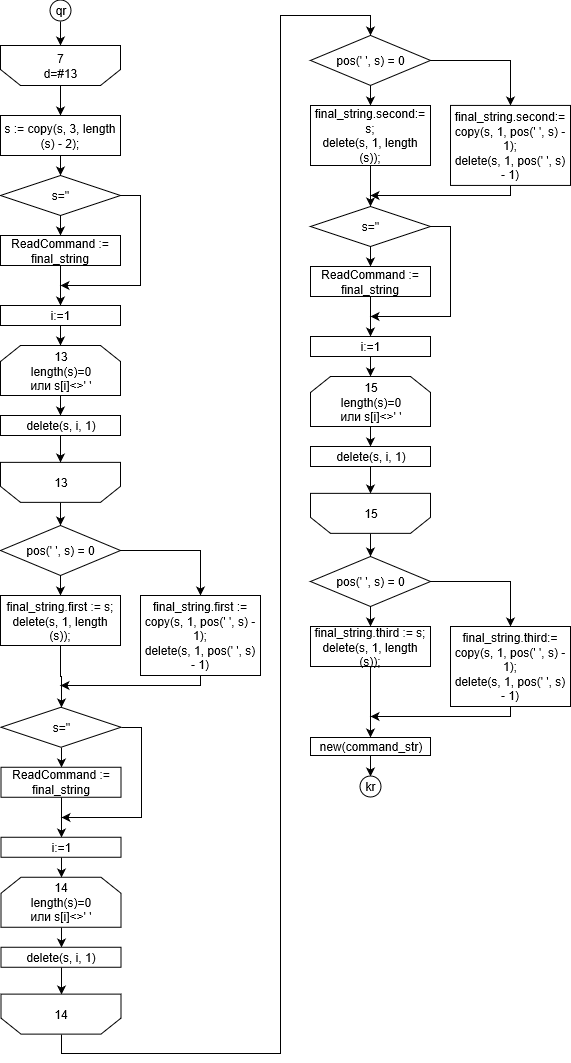 qr
7
d=#13
s := copy(s, 3, length
(s) - 2);
s=''
ReadCommand :=
final_string
i:=1
13
length(s)=0
или s[i]<>' '
delete(s, i, 1)
13
pos(' ', s) = 0
final_string.first := s;
delete(s, 1, length
(s));
final_string.first :=
copy(s, 1, pos(' ', s) -
1);
delete(s, 1, pos(' ', s)
- 1)
s=''
ReadCommand :=
final_string
i:=1
14
length(s)=0
или s[i]<>' '
delete(s, i, 1)
14
pos(' ', s) = 0
final_string.second:=
s;
delete(s, 1, length
(s));
final_string.second:=
copy(s, 1, pos(' ', s) -
1);
delete(s, 1, pos(' ', s)
- 1)
s=''
ReadCommand :=
final_string
i:=1
15
length(s)=0
или s[i]<>' '
delete(s, i, 1)
15
pos(' ', s) = 0
final_string.third := s;
delete(s, 1, length
(s));
final_string.third:=
copy(s, 1, pos(' ', s) -
1);
delete(s, 1, pos(' ', s)
- 1)
new(command_str)
kr